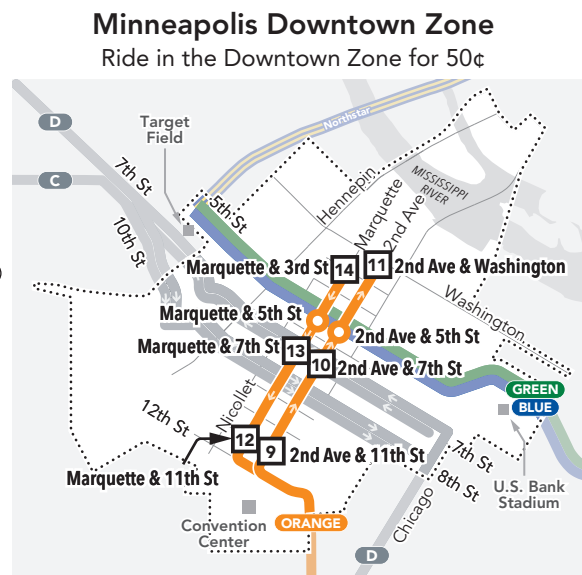 Minneapolis Downtown Zone
Ride in the Downtown Zone for 50¢
D
Target
Field
Northstar
C
7th St
5th St
Hennepin
Marquette
MISSISSIPPI
RIVER
10th St
2nd Ave
Marquette & 3rd St
14
11
2nd Ave & Washington
)
Washington
Marquette & 5th St
2nd Ave & 5th St
Marquette & 7th St
13
10
2nd Ave & 7th St
GREEN
BLUE
Nicollet
12th St
12
9
2nd Ave & 11th St
7th St
Marquette & 11th St
8th St
U.S. Bank
Stadium
Chicago
Convention
Center
ORANGE
D